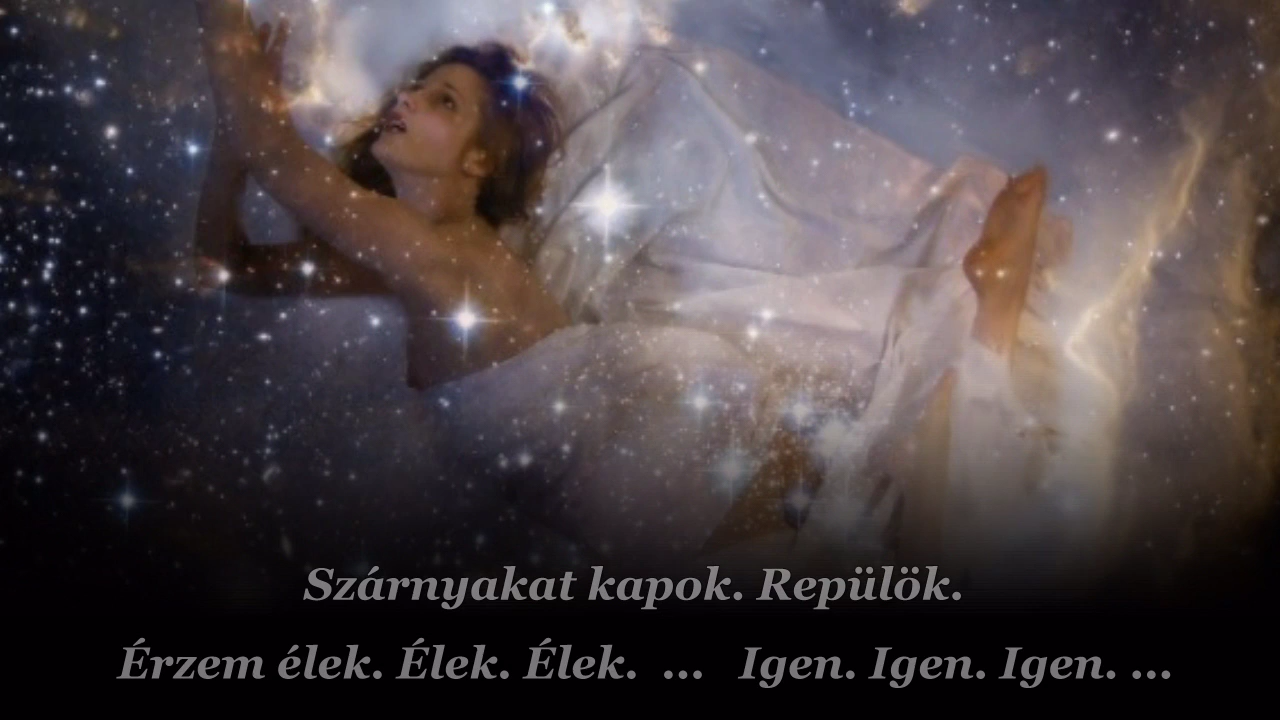 Szárnyakat kapok. Repülök.
Érzem élek. Élek. Élek. ... Igen. Igen. Igen. ...